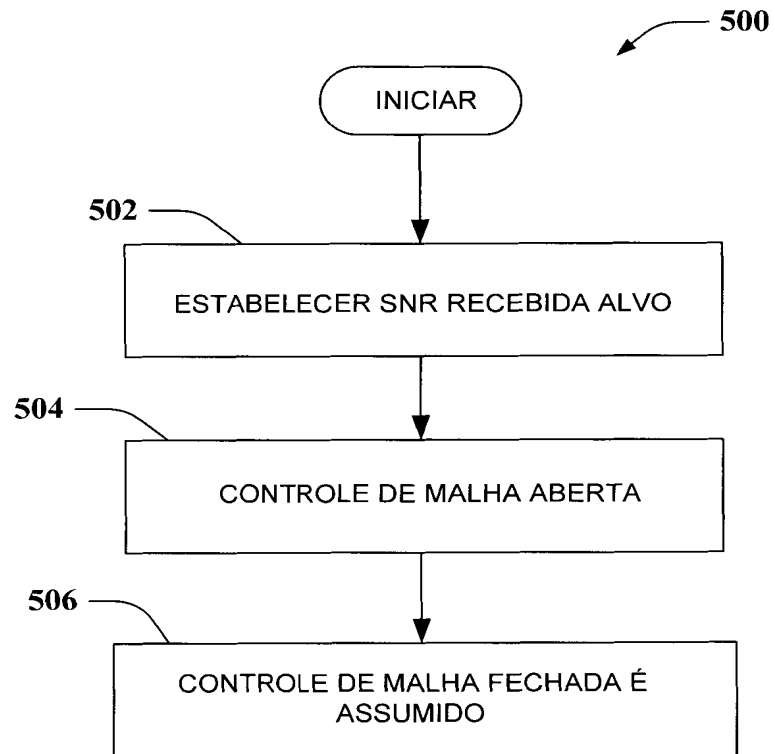 500
INICIAR
502
ESTABELECER SNR RECEBIDA ALVO
504
CONTROLE DE MALHA ABERTA
506
CONTROLE DE MALHA FECHADA É
ASSUMIDO